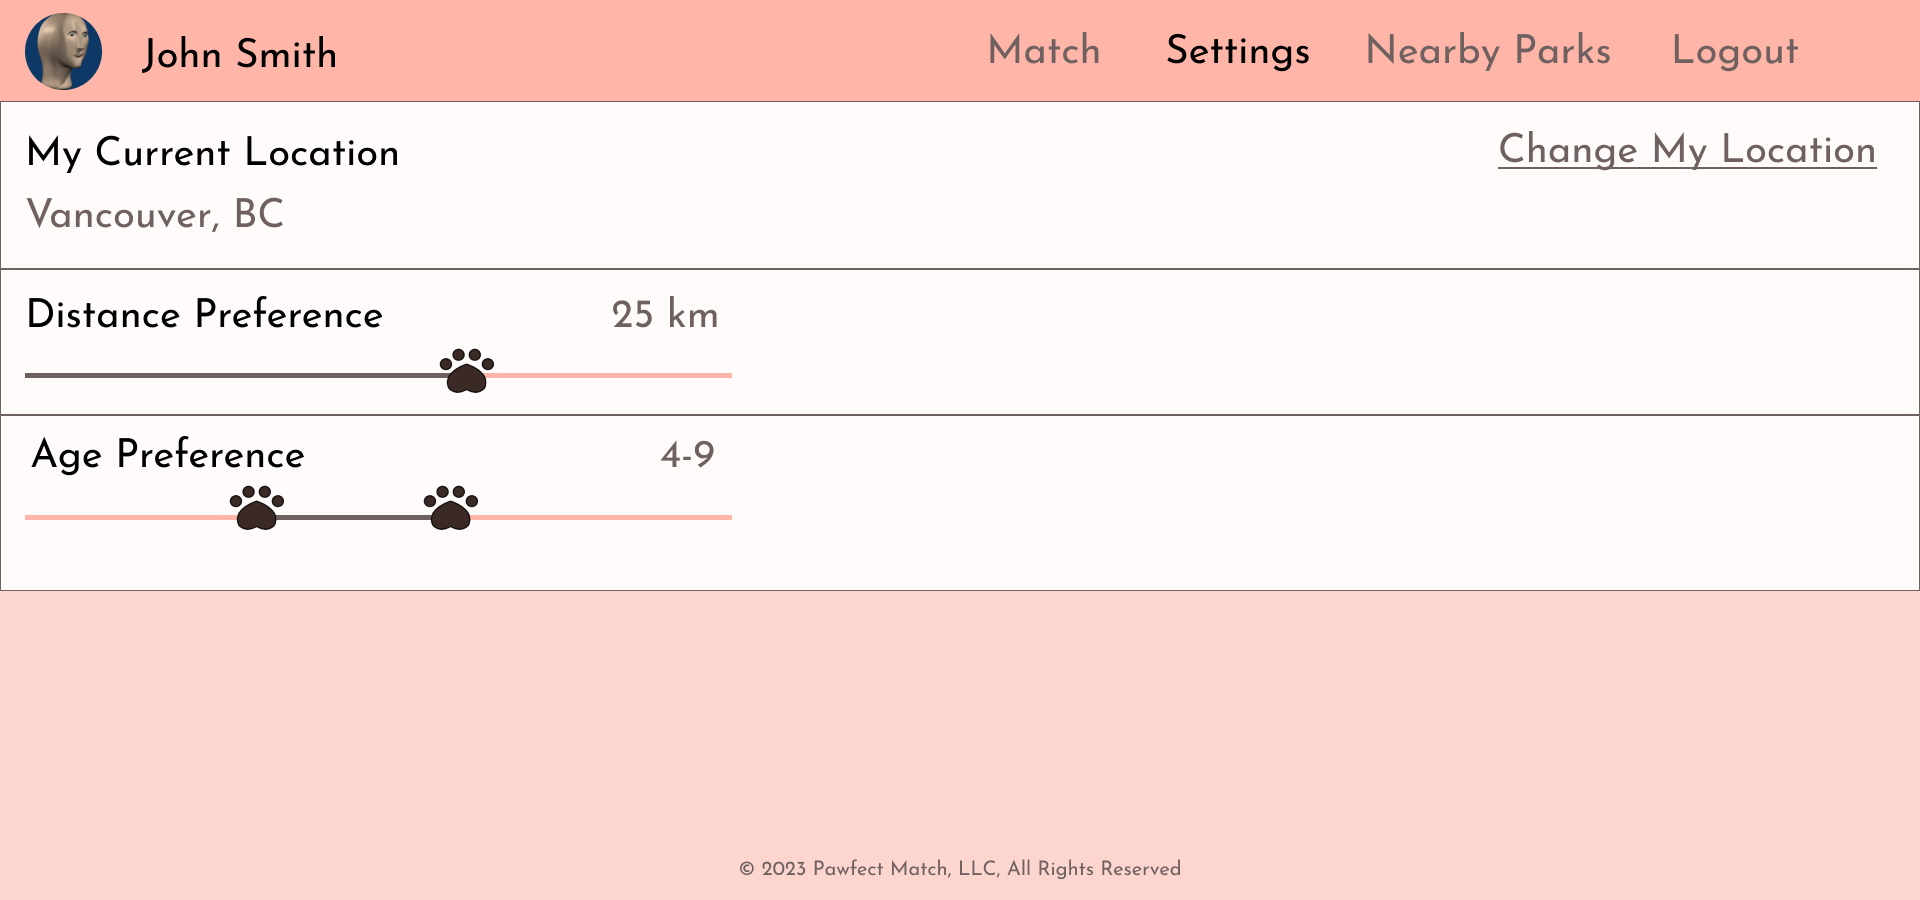 John Smith
Match Settings Nearby Parks Logout
My Current Location
Change My Location
Vancouver, BC
Distance Preference 25 km
Age Preference 4-9
© 2023 Pawfect Match, LLC, All Rights Reserved